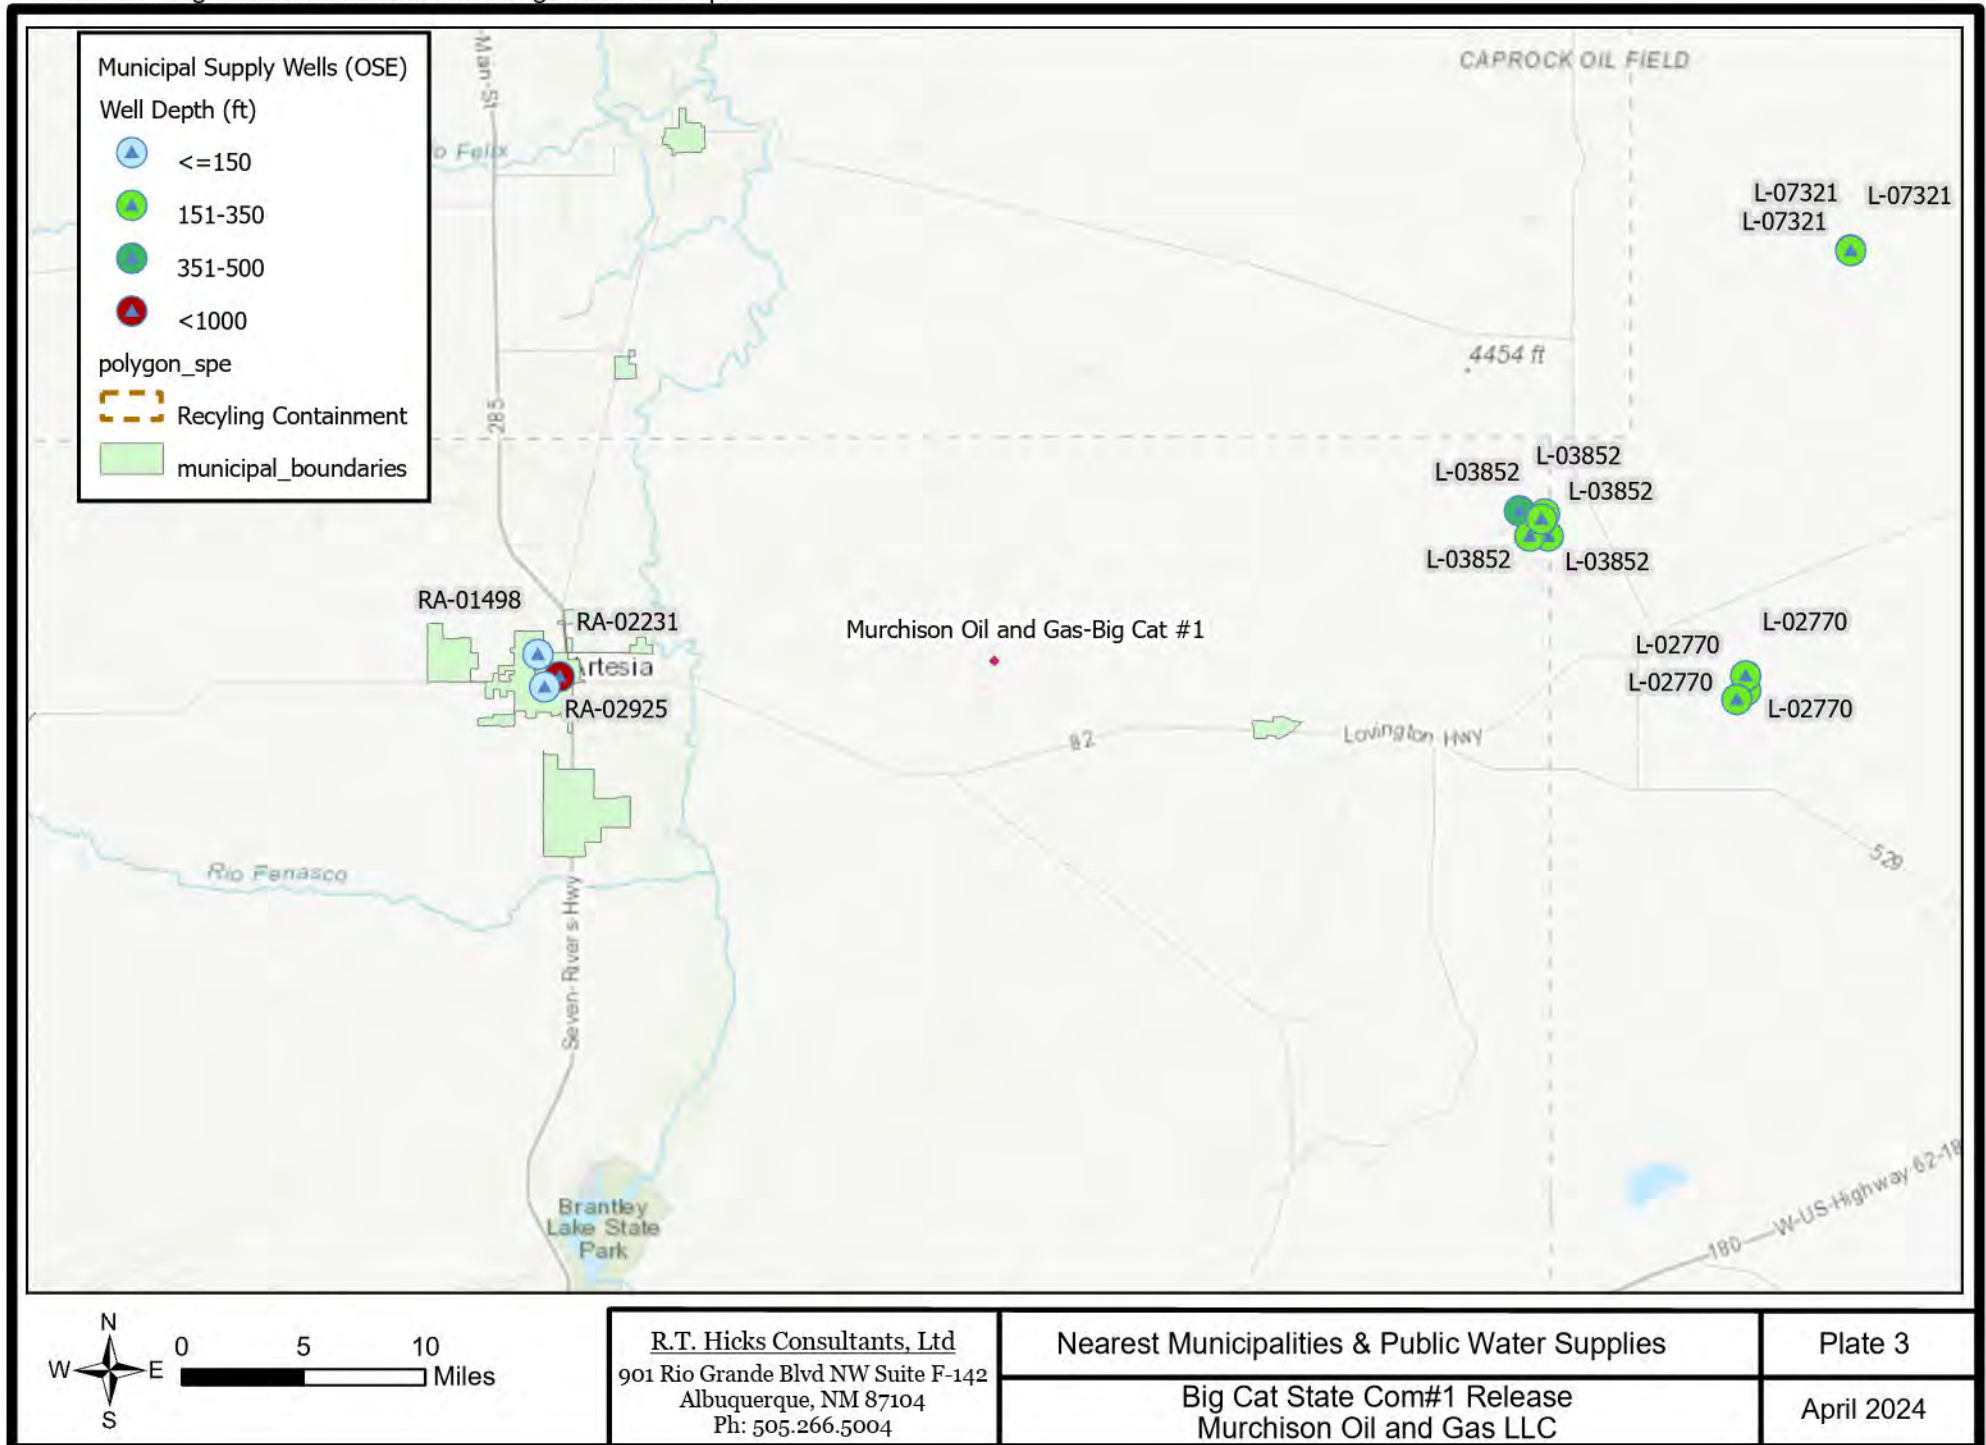 Municipal Supply Wells (OSE)
Well Depth (ft)
<=150
151-350
351-500
<1000
polygon_spe
Recyling Containment
municipal_boundaries
-Man-St
o Felix
285
CAPROCK OIL FIELD
L-07321 L-07321
L-07321
4454 ft
L-03852
L-03852
L-03852
L-03852
L-03852
RA-01498
RA-02231
Artesia
RA-02925
Murchison Oil and Gas-Big Cat #1
L-02770
L-02770
L-02770
L-02770
82
Lovington Hwy
529
Rio Penasco
Seven-Rivers-Hwy
Brantley
Lake State
Park
180
W-US-Highway 62-18
N
W E
S
0 5 10
Miles
R.T. Hicks Consultants, Ltd
901 Rio Grande Blvd NW Suite F-142
Albuquerque, NM 87104
Ph: 505.266.5004
Nearest Municipalities & Public Water Supplies
Big Cat State Com#1 Release
Murchison Oil and Gas LLC
Plate 3
April 2024